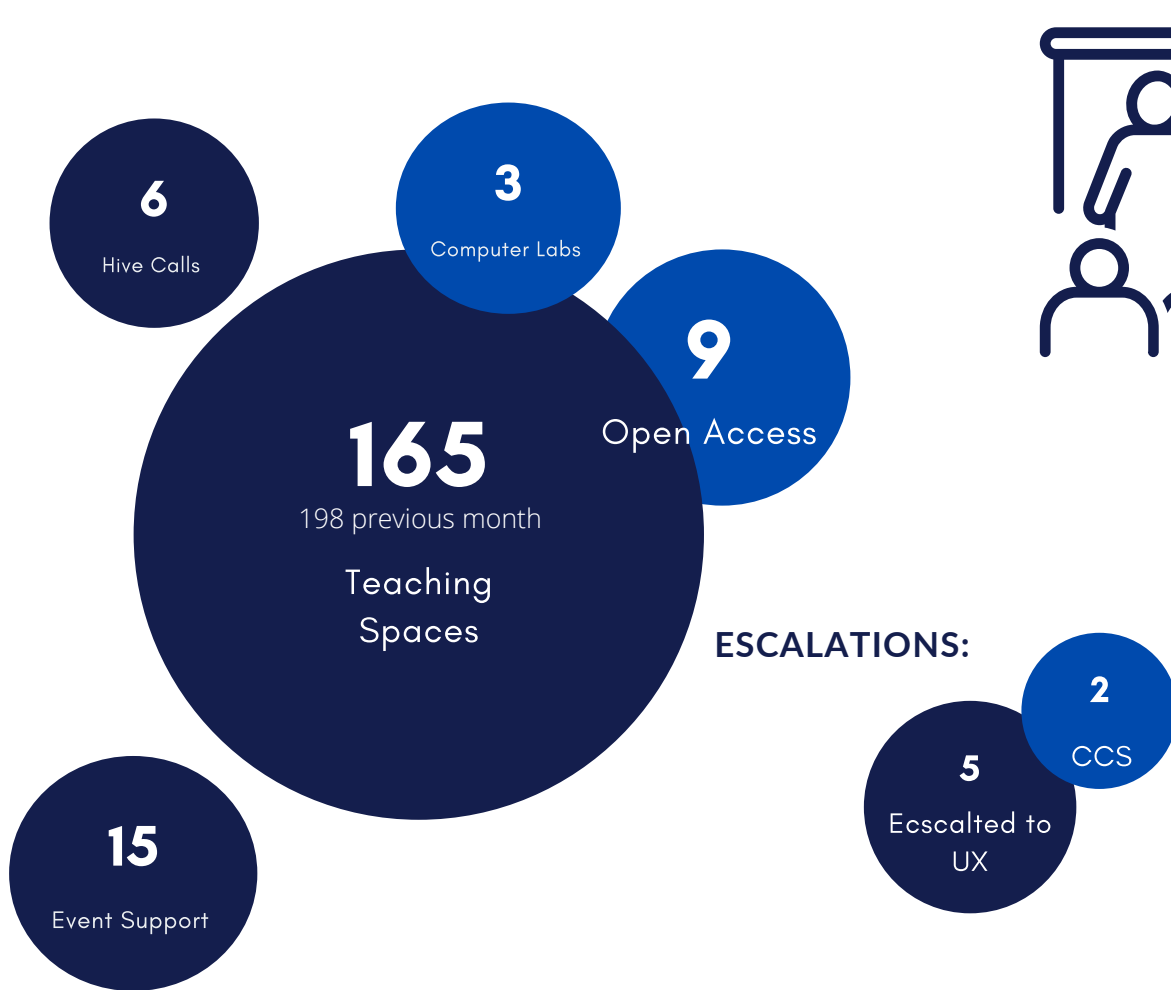 6
Hive Calls
3
Computer Labs
9
Open Access
165
198 previous month
Teaching
Spaces
ESCALATIONS:
2
CCS
5
Ecscalted to
UX
15
Event Support